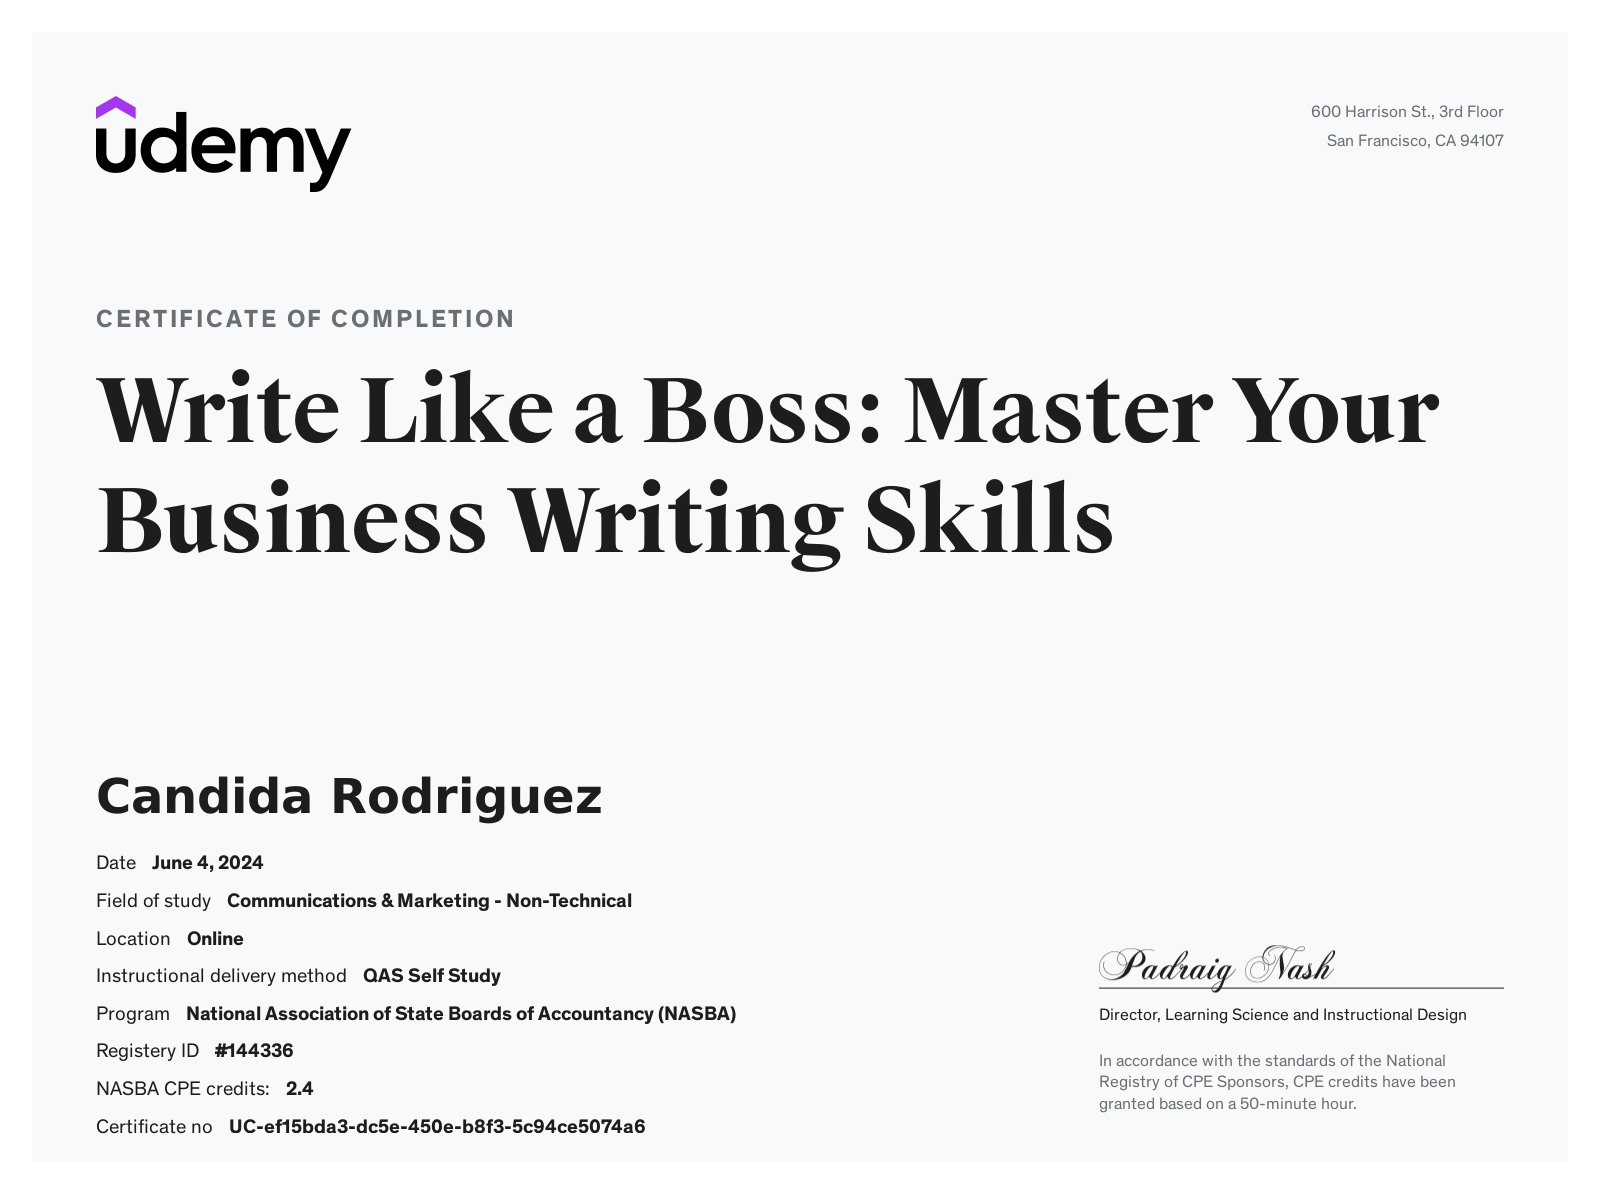 udemy
600 Harrison St., 3rd Floor
San Francisco, CA 94107
CERTIFICATE OF COMPLETION
Write Like a Boss: Master Your
Business Writing Skills
Candida Rodriguez
Date June 4, 2024
Field of study Communications & Marketing - Non-Technical
Location Online
Instructional delivery method QAS Self Study
Program National Association of State Boards of Accountancy (NASBA)
Registery ID #144336
NASBA CPE credits: 2.4
Certificate no UC-ef15bda3-dc5e-450e-b8f3-5c94ce5074a6
Padraig Nash
Director, Learning Science and Instructional Design
In accordance with the standards of the National
Registry of CPE Sponsors, CPE credits have been
granted based on a 50-minute hour.